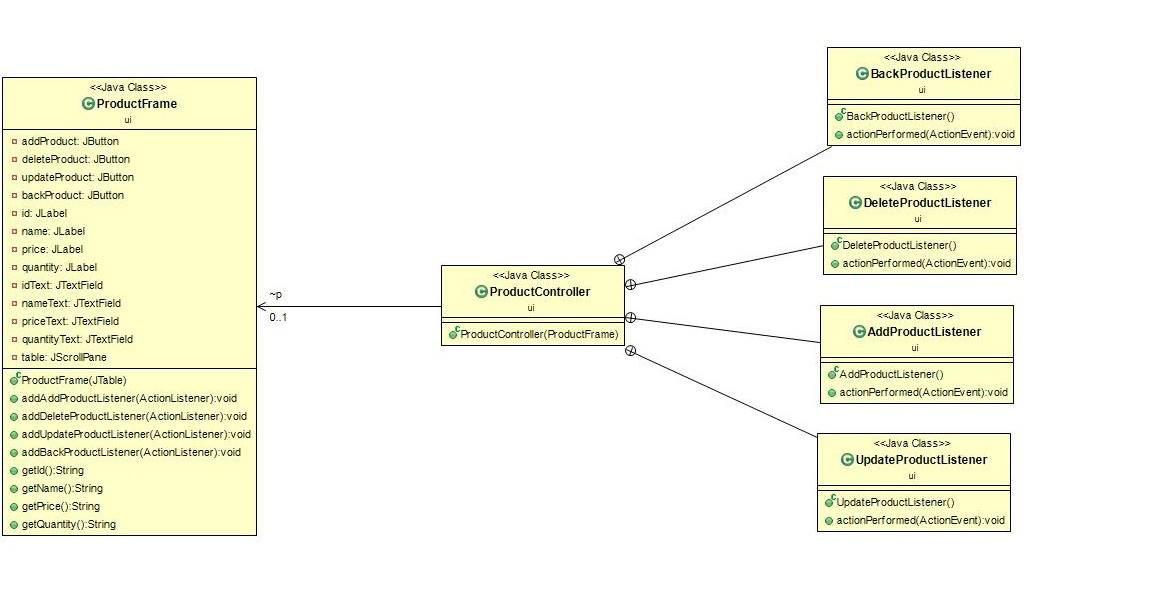 <<Java Class>>
ProductFrame
ui
addProduct: JButton
deleteProduct: JButton
updateProduct: JButton
backProduct: JButton
id: JLabel
name: JLabel
price: JLabel
quantity: JLabel
idText: JTextField
nameText: JTextField
priceText: JTextField
quantityText: JTextField
table: JScrollPane
ProductFrame(JTable)
addAddProductListener(ActionListener):void
addDeleteProductListener(ActionListener):void
addUpdateProductListener(ActionListener):void
addBackProductListener(ActionListener):void
getId():String
getName():String
getPrice():String
getQuantity():String
~p
0..1
<<Java Class>>
ProductController
ui
ProductController(ProductFrame)
<<Java Class>>
BackProductListener
ui
BackProductListener()
actionPerformed(ActionEvent):void
<<Java Class>>
DeleteProductListener
ui
DeleteProductListener()
actionPerformed(ActionEvent):void
<<Java Class>>
AddProductListener
ui
AddProductListener()
actionPerformed(ActionEvent):void
<<Java Class>>
UpdateProductListener
ui
UpdateProductListener()
actionPerformed(ActionEvent):void